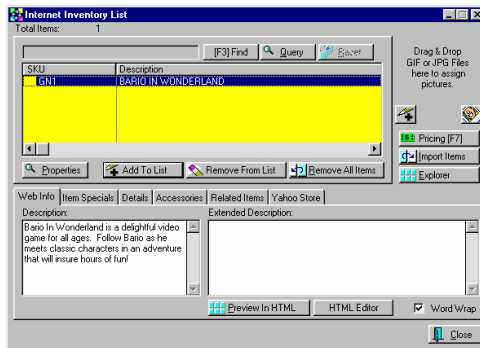 Internet Inventory List
Total Items: 1
[F3] Find Query Reset
Drag & Drop
GIF or JPG Files
here to assign
pictures.
SKU Description
GN1 BARIO IN WONDERLAND
Pricing [F7]
Import Items
Explorer
Properties Add To List Remove From List Remove All Items
Web Info Item Specials Details Accessories Related Items Yahoo Store
Description: Extended Description:
Bario In Wonderland is a delightful video
game for all ages. Follow Bario as he
meets classic characters in an adventure
that will insure hours of fun!
Preview In HTML HTML Editor Word Wrap
Close